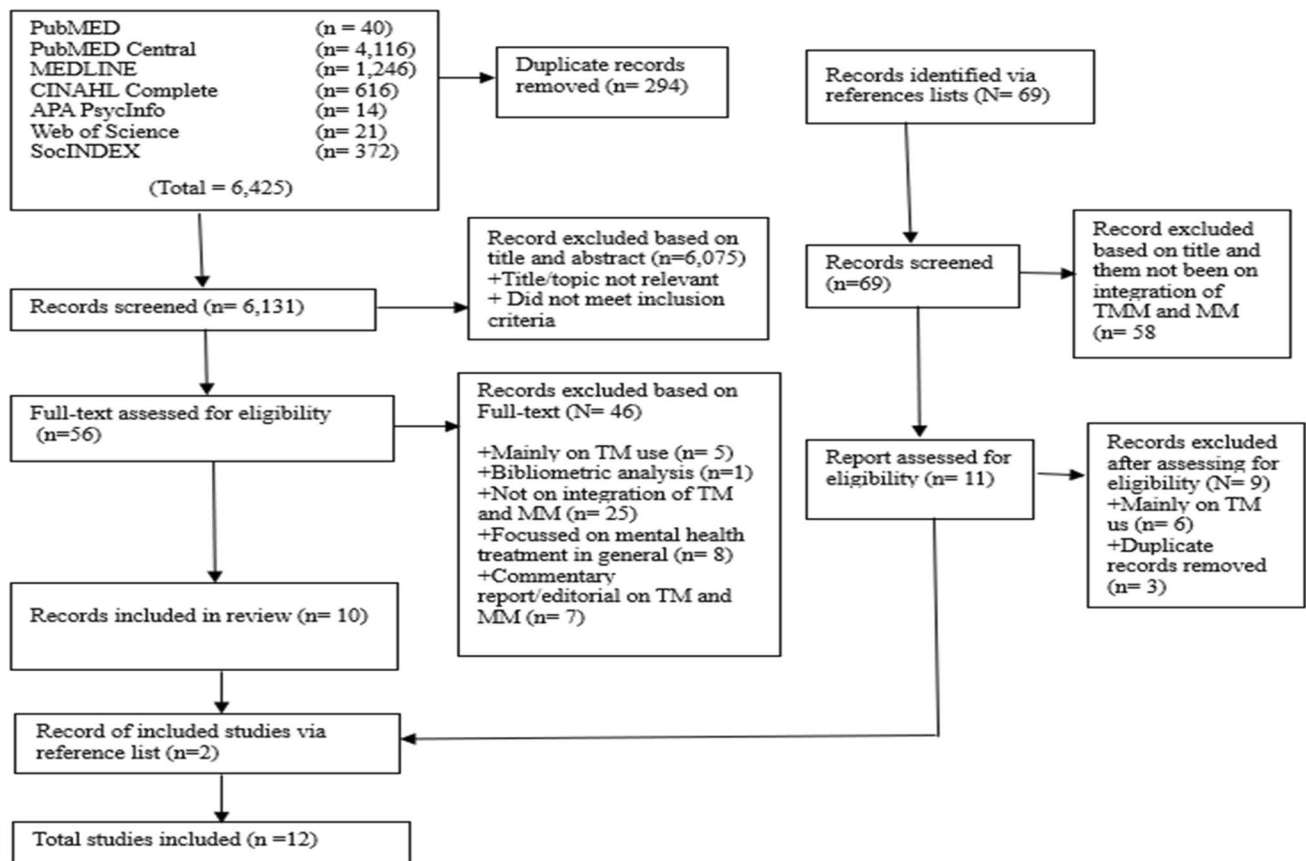 PubMED (n = 40)
PubMED Central (n= 4,116)
MEDLINE (n= 1,246)
CINAHL Complete (n= 616)
APA PsycInfo (n= 14)
Web of Science (n= 21)
SocINDEX (n= 372)
(Total = 6,425)
Duplicate records
removed (n= 294)
Records identified via
references lists (N= 69)
Records screened (n= 6,131)
Record excluded based on
title and abstract (n=6,075)
+Title/topic not relevant
+ Did not meet inclusion
criteria
Records screened
(n=69)
Record excluded
based on title and
them not been on
integration of
TMM and MM
(n= 58
Full-text assessed for eligibility
(n=56)
Records excluded based on
Full-text (N= 46)
+Mainly on TM use (n= 5)
+Bibliometric analysis (n=1)
+Not on integration of TM
and MM (n= 25)
+Focussed on mental health
treatment in general (n= 8)
+Commentary
report/editorial on TM and
MM (n= 7)
Report assessed for
eligibility (n= 11)
Records excluded
after assessing for
eligibility (N= 9)
+Mainly on TM
us (n= 6)
+Duplicate
records removed
(n= 3)
Records included in review (n= 10)
Record of included studies via
reference list (n=2)
Total studies included (n =12)